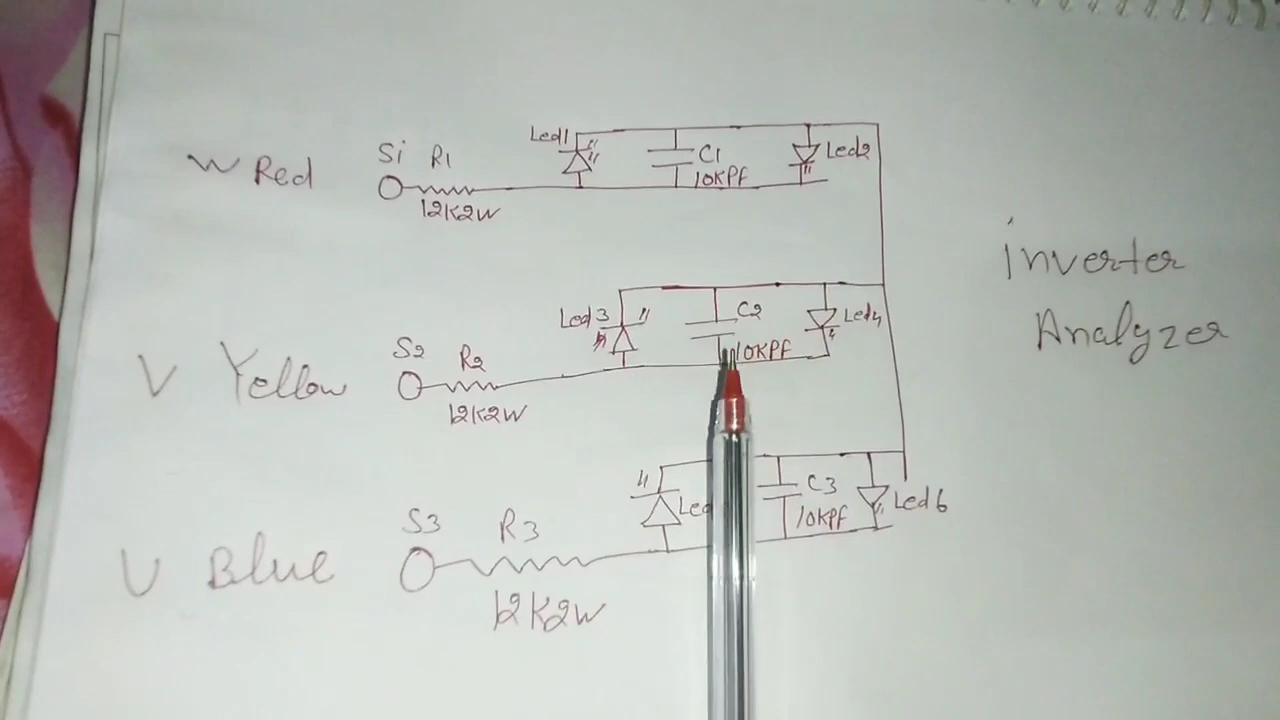 W Red
Si R1
12K2W
Led1
C1
10KPF
Led2
V Yellow
S2 R2
12K2W
Led3
C2
10KPF
Led4
U Blue
S3 R3
12K2W
Led
C3
10KPF
Led6
inverter
Analyzer